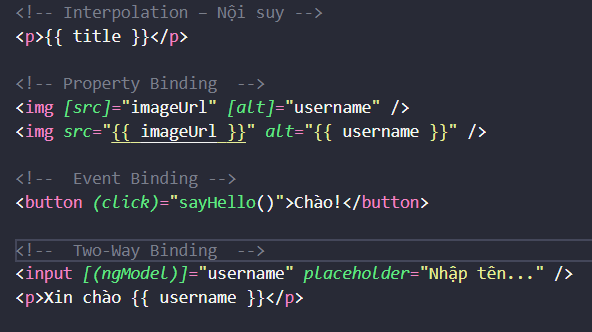 <!-- Interpolation – Nội suy -->
<p>{{ title }}</p>
<!-- Property Binding  -->
<img [src]="imageUrl" [alt]="username" />
<img src="{{ imageUrl }}" alt="{{ username }}" />
<!--  Event Binding -->
<button (click)="sayHello()">Chào!</button>
<!--  Two-Way Binding  -->
<input [(ngModel)]="username" placeholder="Nhập tên..." />
<p>Xin chào {{ username }}</p>